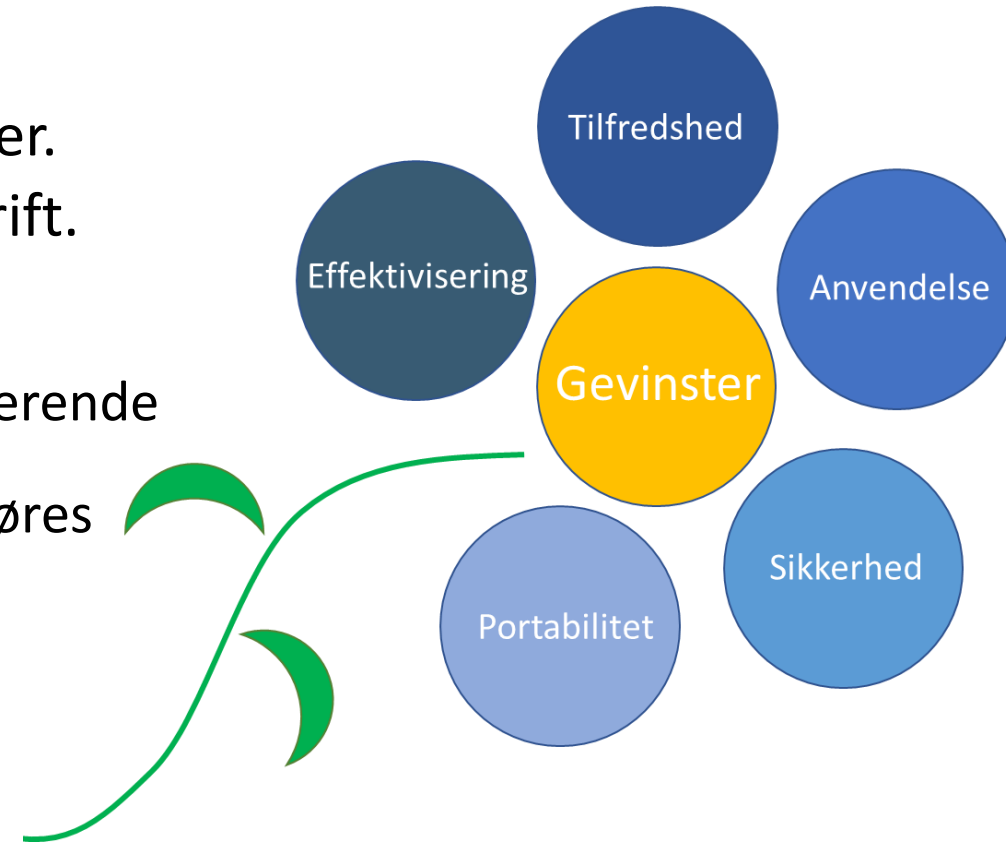 er.
rift.
erende
øres
Tilfredshed
Effektivisering
Anvendelse
Gevinster
Sikkerhed
Portabilitet